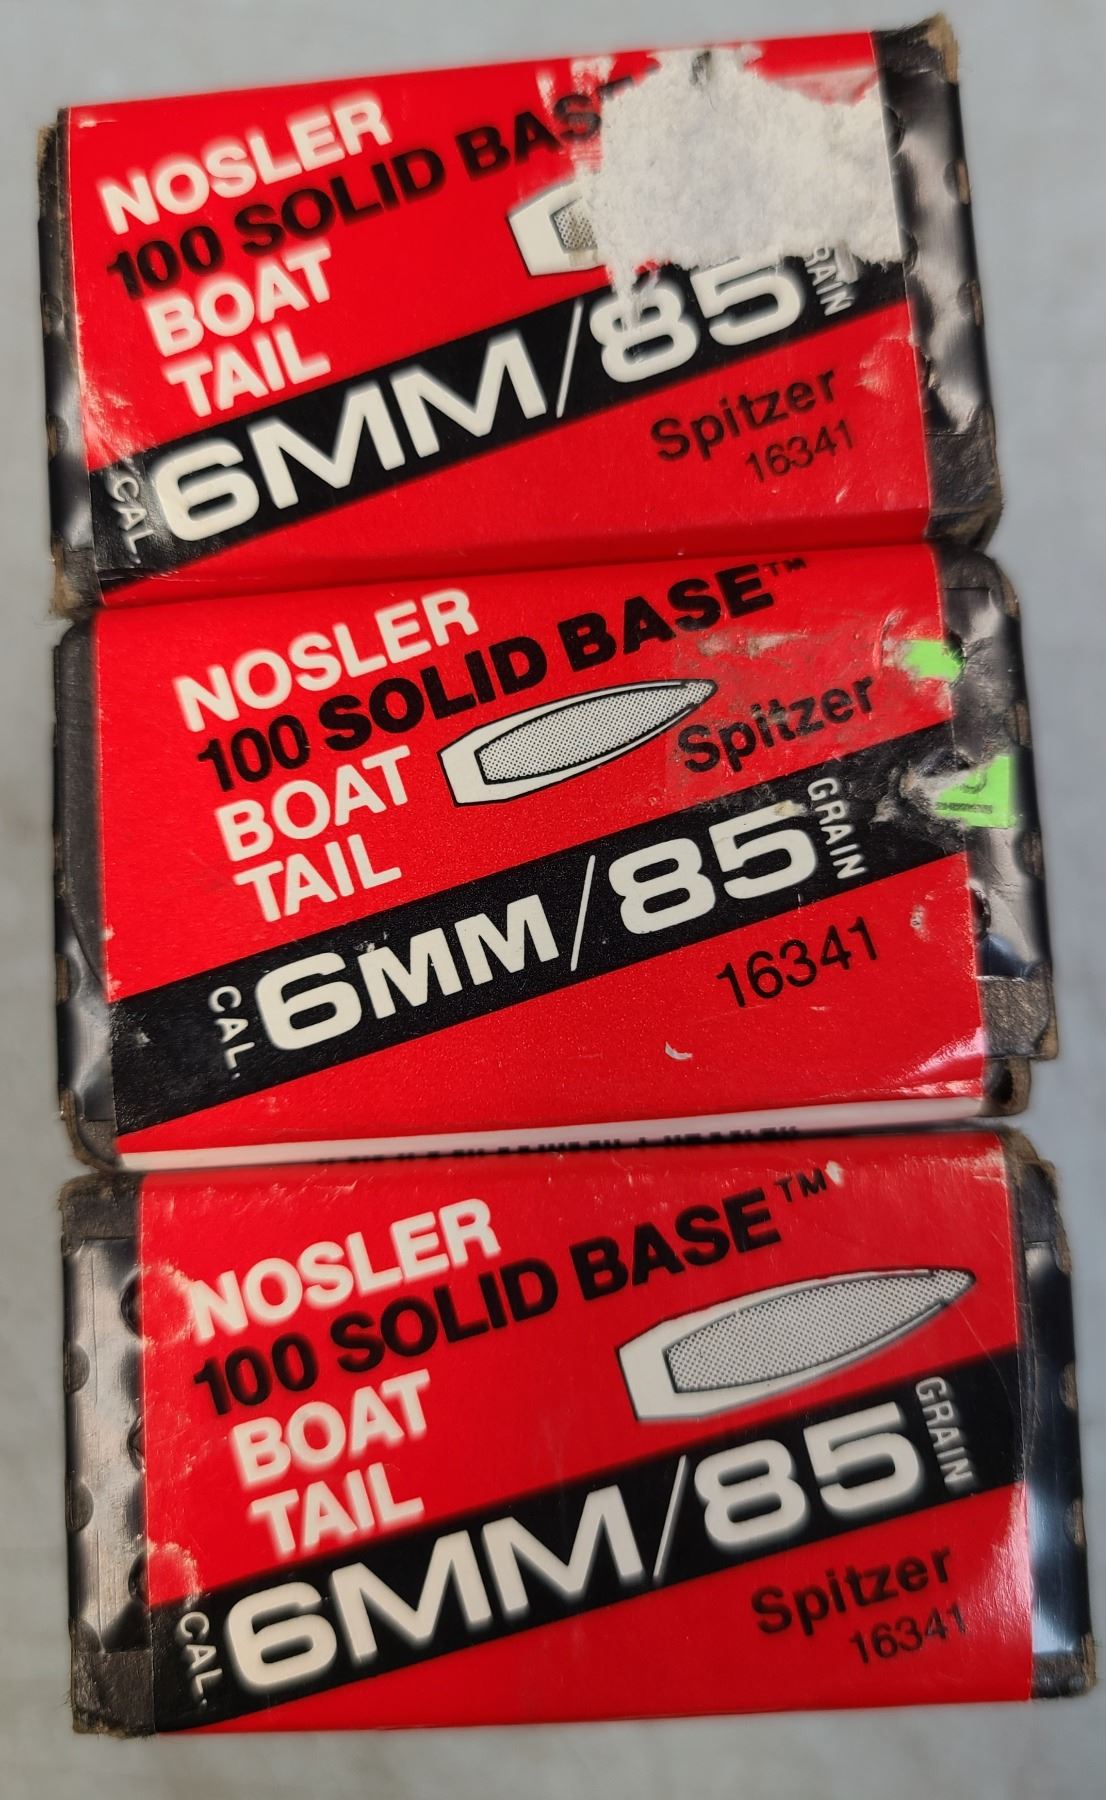 NOSLER
100 SOLID BASE
BOAT
TAIL
CAL. 6MM/85 GRAIN
Spitzer
16341
NOSLER
100 SOLID BASE™
BOAT
TAIL
Spitzer
CAL. 6MM/85 GRAIN
16341
NOSLER
100 SOLID BASE™
BOAT
TAIL
CAL. 6MM/85 GRAIN
Spitzer
16341